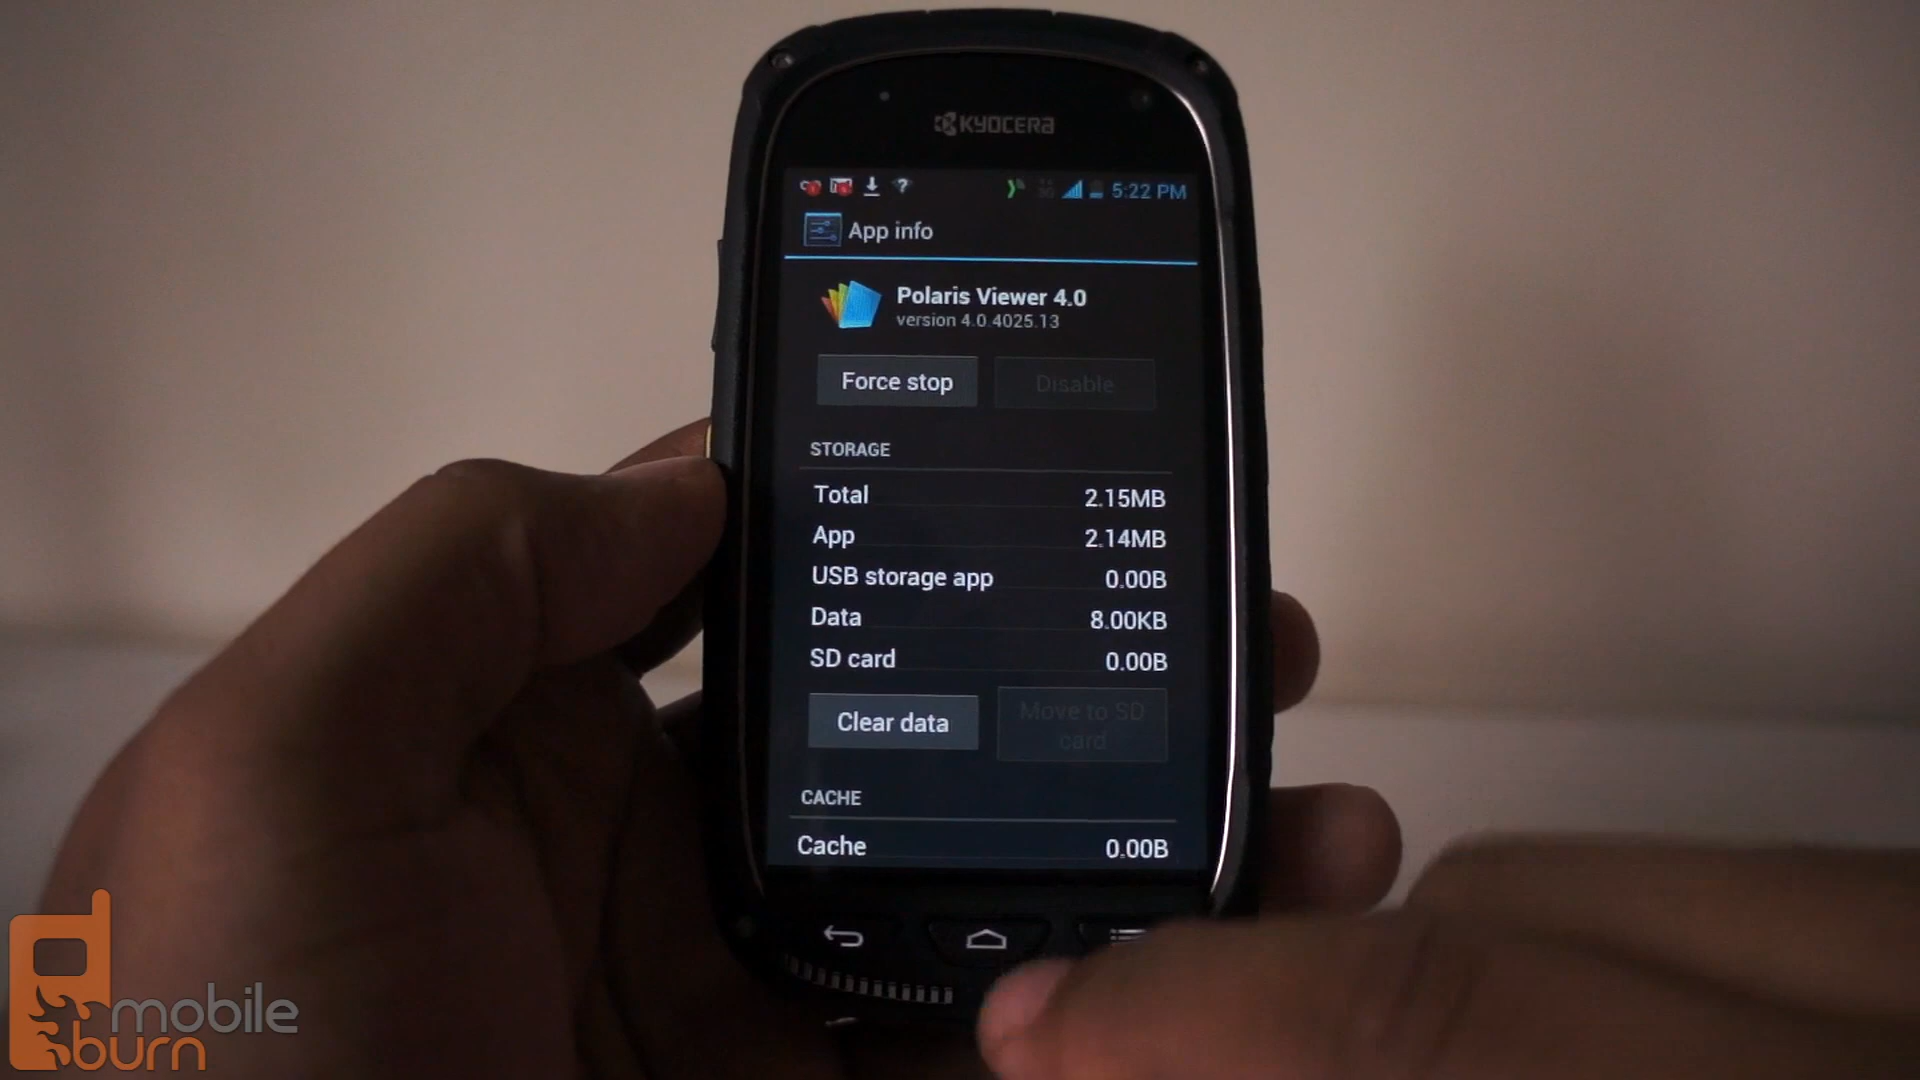 KYOCERA
5:22 PM
App info
Polaris Viewer 4.0
version 4.0.4025.13
Force stop
Disable
STORAGE
Total 2.15MB
App 2.14MB
USB storage app 0.00B
Data 8.00KB
SD card 0.00B
Clear data
Move to SD
card
CACHE
Cache 0.00B
mobile
burn